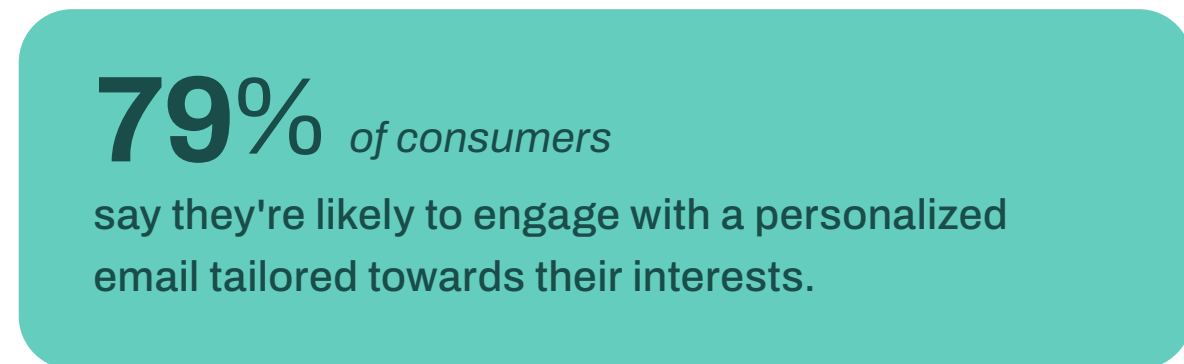 79% of consumers
say they're likely to engage with a personalized
email tailored towards their interests.